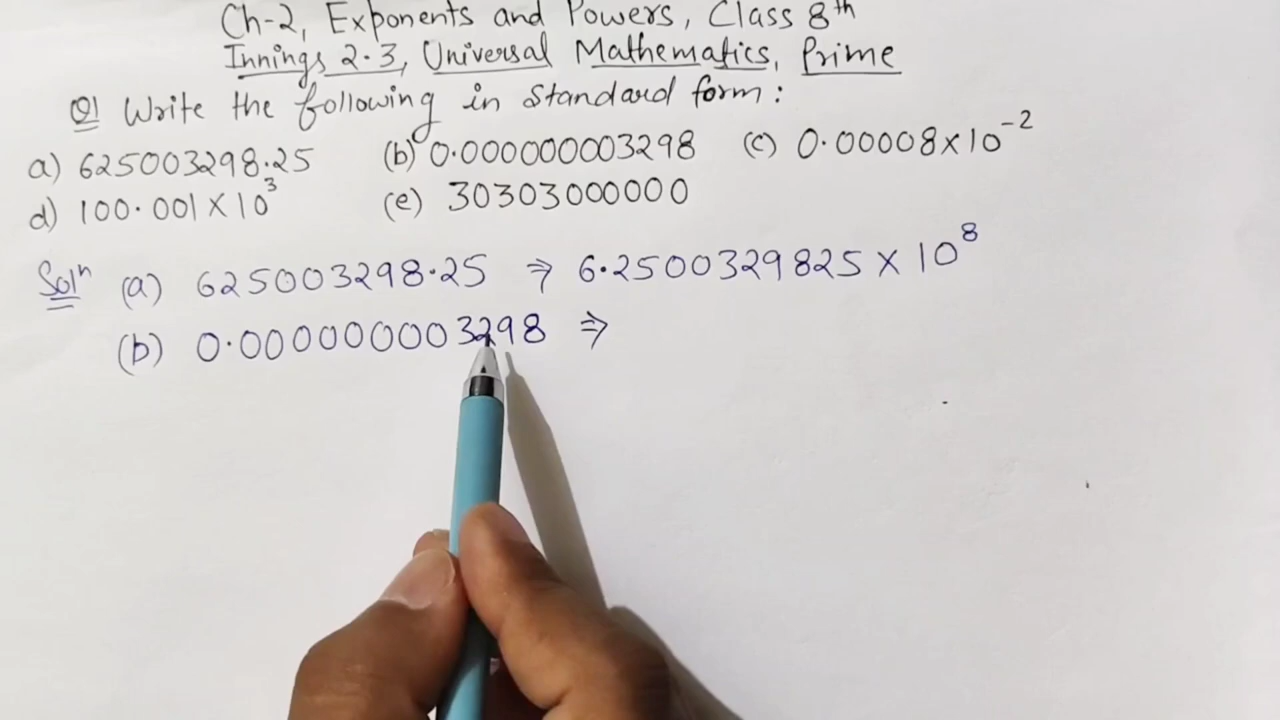 Ch-2, Exponents and Powers, Class 8th
Innings 2.3, Universal Mathematics, Prime
Q1 Write the following in Standard form:
a) 625003298.25 (b) 0.000000003298 (c) 0.00008×10⁻²
d) 100.001×10³ (e) 30303000000
Solⁿ (a) 625003298.25 ⇒ 6.2500329825 × 10⁸
(b) 0.000000003298 ⇒